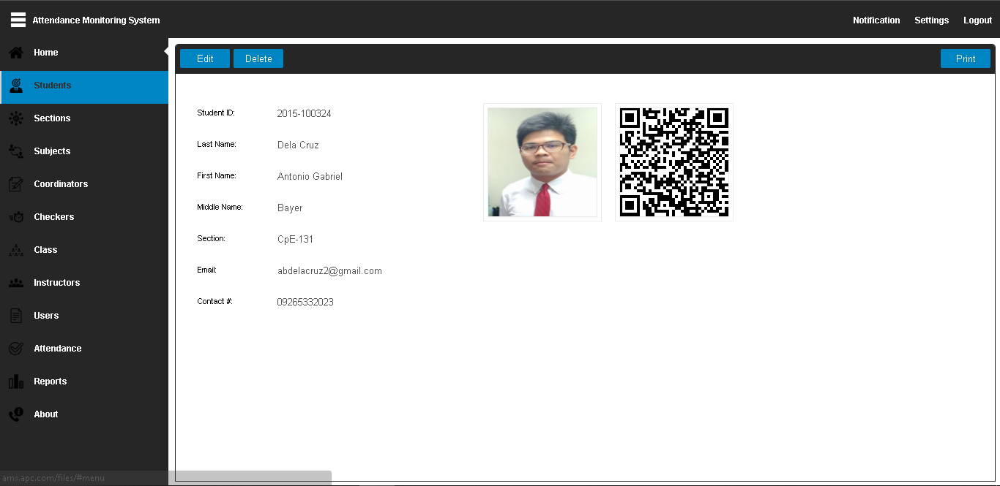 Attendance Monitoring System
Notification Settings Logout
Home
Students
Sections
Subjects
Coordinators
Checkers
Class
Instructors
Users
Attendance
Reports
About
Edit Delete Print
Student ID: 2015-100324
Last Name: Dela Cruz
First Name: Antonio Gabriel
Middle Name: Bayer
Section: CpE-131
Email: abdelacruz2@gmail.com
Contact #: 09265332023
ams.apc.com/files/#menu